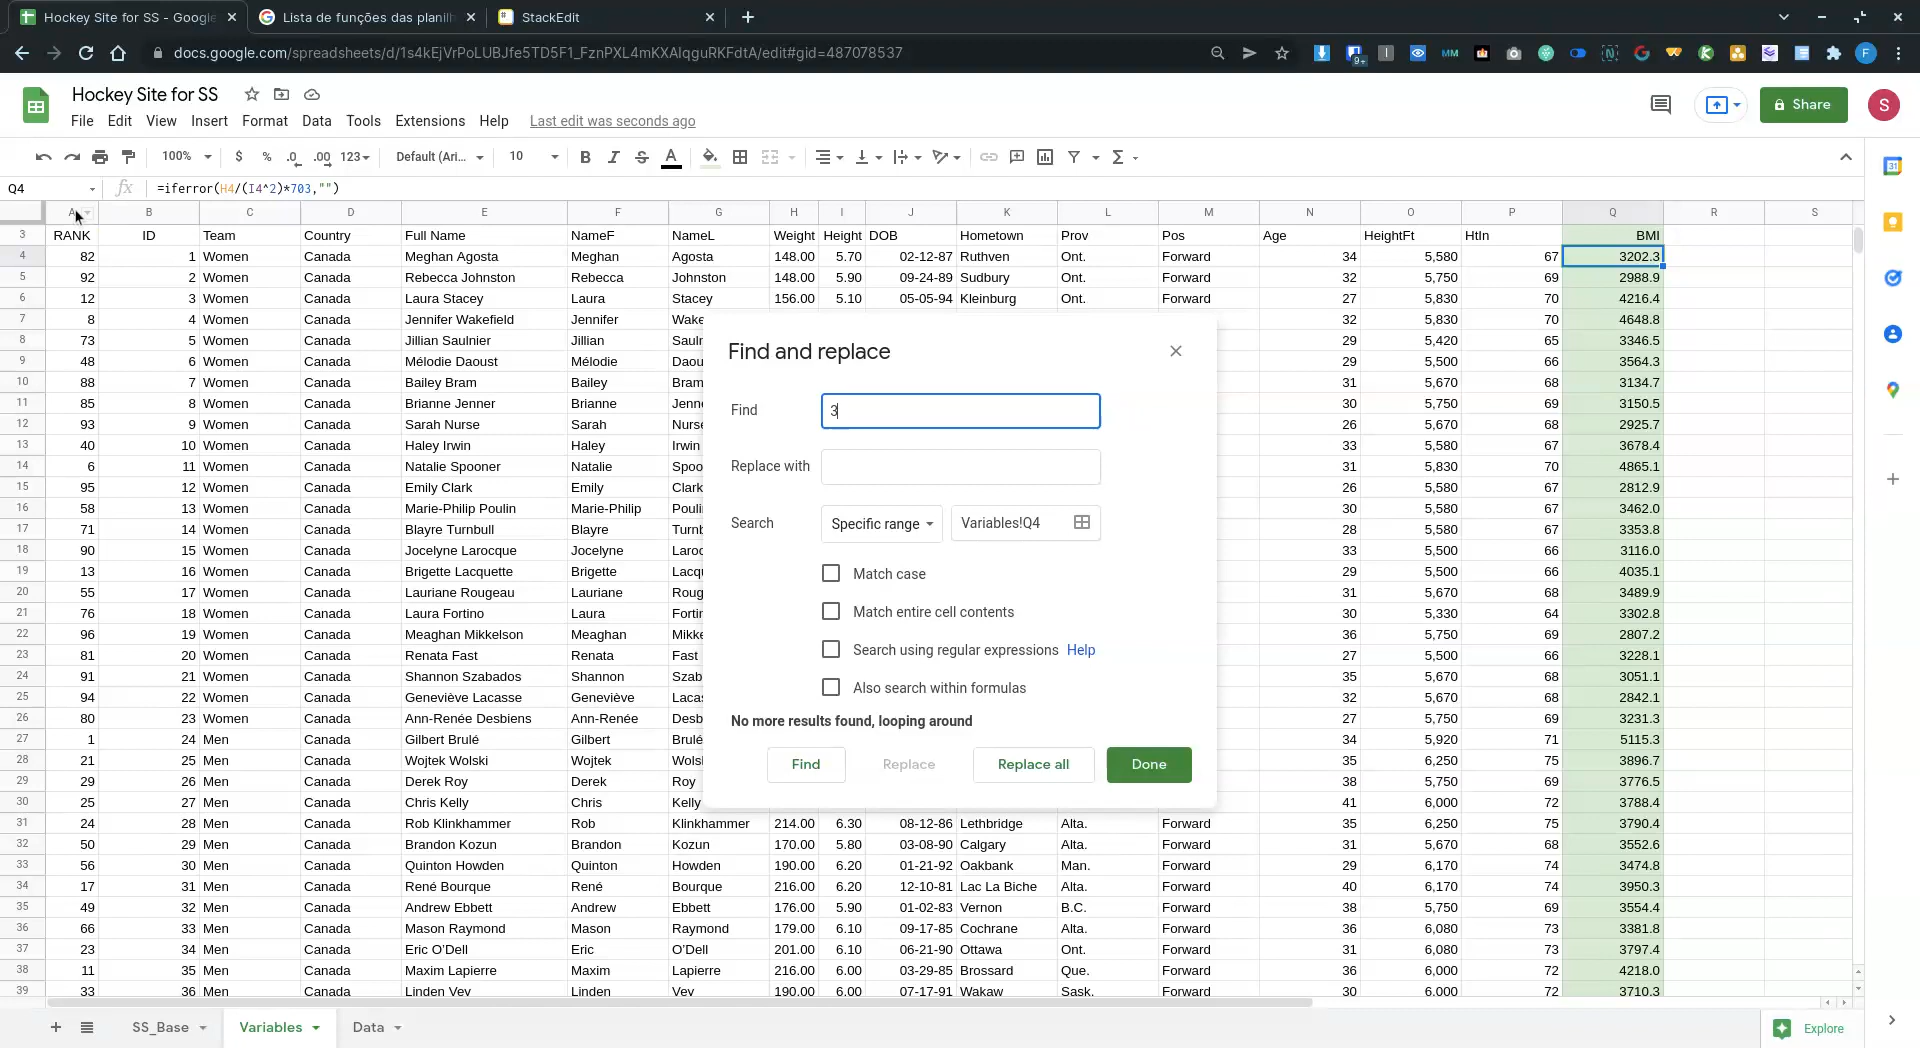 Hockey Site for SS - Google
Lista de funções das planilh
StackEdit
docs.google.com/spreadsheets/d/1s4kEjVrPoLUBJfe5TD5F1_FznPXL4mKXAIqguRKFdtA/edit#gid=487078537
Hockey Site for SS
File Edit View Insert Format Data Tools Extensions Help Last edit was seconds ago
Share
S
100% $ % .0 .00 123 Default (Ari... 10 B I S A
Q4 fx =iferror(H4/(I4^2)*703,"")
A B C D E F G H I J K L M N O P Q R S
3 RANK ID Team Country Full Name NameF NameL Weight Height DOB Hometown Prov Pos Age HeightFt HtIn BMI
4 82 1 Women Canada Meghan Agosta Meghan Agosta 148.00 5.70 02-12-87 Ruthven Ont. Forward 34 5,580 67 3202.3
5 92 2 Women Canada Rebecca Johnston Rebecca Johnston 148.00 5.90 09-24-89 Sudbury Ont. Forward 32 5,750 69 2988.9
6 12 3 Women Canada Laura Stacey Laura Stacey 156.00 5.10 05-05-94 Kleinburg Ont. Forward 27 5,830 70 4216.4
7 8 4 Women Canada Jennifer Wakefield Jennifer Wake 32 5,830 70 4648.8
8 73 5 Women Canada Jillian Saulnier Jillian Sauln 29 5,420 65 3346.5
9 48 6 Women Canada Mélodie Daoust Mélodie Daou 29 5,500 66 3564.3
10 88 7 Women Canada Bailey Bram Bailey Bram 31 5,670 68 3134.7
11 85 8 Women Canada Brianne Jenner Brianne Jenne 30 5,750 69 3150.5
12 93 9 Women Canada Sarah Nurse Sarah Nurse 26 5,670 68 2925.7
13 40 10 Women Canada Haley Irwin Haley Irwin 33 5,580 67 3678.4
14 6 11 Women Canada Natalie Spooner Natalie Spoo 31 5,830 70 4865.1
15 95 12 Women Canada Emily Clark Emily Clark 26 5,580 67 2812.9
16 58 13 Women Canada Marie-Philip Poulin Marie-Philip Pouli 30 5,580 67 3462.0
17 71 14 Women Canada Blayre Turnbull Blayre Turnb 28 5,580 67 3353.8
18 90 15 Women Canada Jocelyne Larocque Jocelyne Laroc 33 5,500 66 3116.0
19 13 16 Women Canada Brigette Lacquette Brigette Lacq 29 5,500 66 4035.1
20 55 17 Women Canada Lauriane Rougeau Lauriane Roug 31 5,670 68 3489.9
21 76 18 Women Canada Laura Fortino Laura Fortin 30 5,330 64 3302.8
22 96 19 Women Canada Meaghan Mikkelson Meaghan Mikke 36 5,750 69 2807.2
23 81 20 Women Canada Renata Fast Renata Fast 27 5,500 66 3228.1
24 91 21 Women Canada Shannon Szabados Shannon Szab 35 5,670 68 3051.1
25 94 22 Women Canada Geneviève Lacasse Geneviève Lacas 32 5,670 68 2842.1
26 80 23 Women Canada Ann-Renée Desbiens Ann-Renée Desb 27 5,750 69 3231.3
27 1 24 Men Canada Gilbert Brulé Gilbert Brulé 34 5,920 71 5115.3
28 21 25 Men Canada Wojtek Wolski Wojtek Wols 35 6,250 75 3896.7
29 29 26 Men Canada Derek Roy Derek Roy 38 5,750 69 3776.5
30 25 27 Men Canada Chris Kelly Chris Kelly 41 6,000 72 3788.4
31 24 28 Men Canada Rob Klinkhammer Rob Klinkhammer 214.00 6.30 08-12-86 Lethbridge Alta. Forward 35 6,250 75 3790.4
32 50 29 Men Canada Brandon Kozun Brandon Kozun 170.00 5.80 03-08-90 Calgary Alta. Forward 31 5,670 68 3552.6
33 56 30 Men Canada Quinton Howden Quinton Howden 190.00 6.20 01-21-92 Oakbank Man. Forward 29 6,170 74 3474.8
34 17 31 Men Canada René Bourque René Bourque 216.00 6.20 12-10-81 Lac La Biche Alta. Forward 40 6,170 74 3950.3
35 49 32 Men Canada Andrew Ebbett Andrew Ebbett 176.00 5.90 01-02-83 Vernon B.C. Forward 38 5,750 69 3554.4
36 66 33 Men Canada Mason Raymond Mason Raymond 179.00 6.10 09-17-85 Cochrane Alta. Forward 36 6,080 73 3381.8
37 23 34 Men Canada Eric O'Dell Eric O'Dell 201.00 6.10 06-21-90 Ottawa Ont. Forward 31 6,080 73 3797.4
38 11 35 Men Canada Maxim Lapierre Maxim Lapierre 216.00 6.00 03-29-85 Brossard Que. Forward 36 6,000 72 4218.0
39 33 36 Men Canada Linden Vey Linden Vey 190.00 6.00 07-17-91 Wakaw Sask. Forward 30 6.000 72 3710.3
Find and replace
Find 3
Replace with
Search Specific range Variables!Q4
Match case
Match entire cell contents
Search using regular expressions Help
Also search within formulas
No more results found, looping around
Find Replace Replace all Done
SS_Base Variables Data
Explore